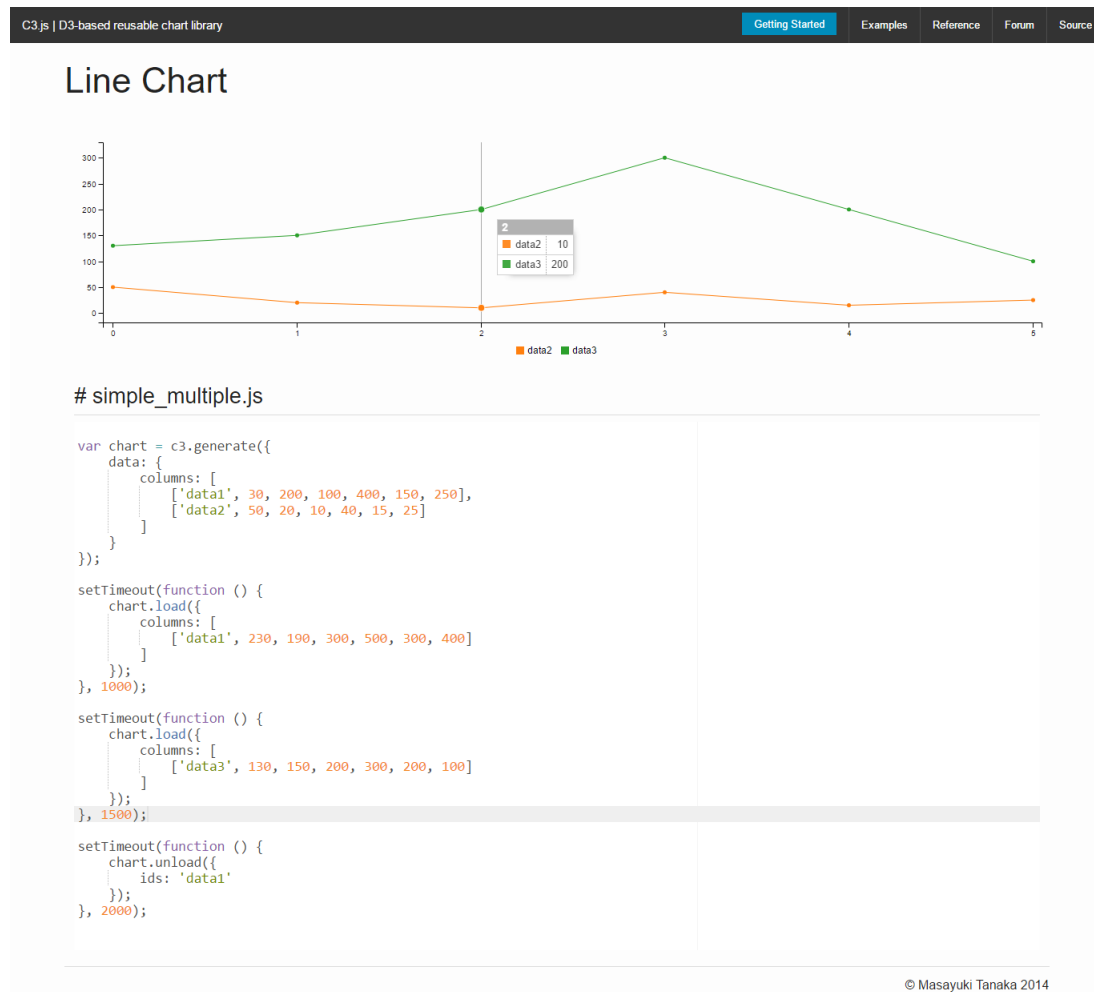 C3.js | D3-based reusable chart library Getting Started Examples Reference Forum Source
Line Chart
300
250
200
150
100
50
0
2
data2 10
data3 200
0 1 2 3 4 5
data2 data3
# simple_multiple.js
var chart = c3.generate({
    data: {
        columns: [
            ['data1', 30, 200, 100, 400, 150, 250],
            ['data2', 50, 20, 10, 40, 15, 25]
        ]
    }
});
setTimeout(function () {
    chart.load({
        columns: [
            ['data1', 230, 190, 300, 500, 300, 400]
        ]
    });
}, 1000);
setTimeout(function () {
    chart.load({
        columns: [
            ['data3', 130, 150, 200, 300, 200, 100]
        ]
    });
}, 1500);
setTimeout(function () {
    chart.unload({
        ids: 'data1'
    });
}, 2000);
© Masayuki Tanaka 2014